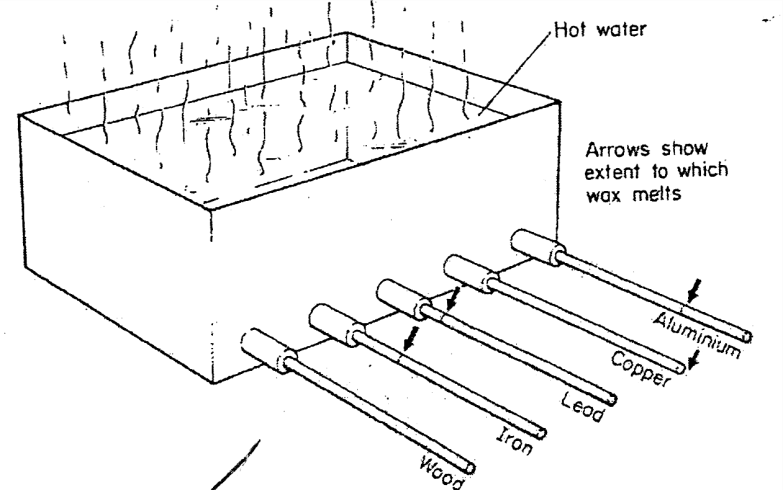 Hot water
Arrows show
extent to which
wax melts
Aluminium
Copper
Lead
Iron
Wood